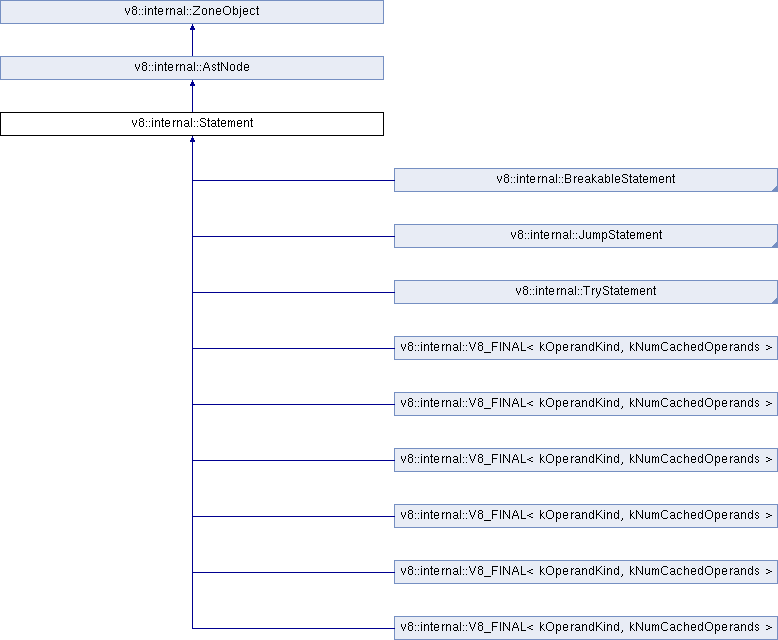 v8::internal::ZoneObject
v8::internal::AstNode
v8::internal::Statement
v8::internal::BreakableStatement
v8::internal::JumpStatement
v8::internal::TryStatement
v8::internal::V8_FINAL< kOperandKind, kNumCachedOperands >
v8::internal::V8_FINAL< kOperandKind, kNumCachedOperands >
v8::internal::V8_FINAL< kOperandKind, kNumCachedOperands >
v8::internal::V8_FINAL< kOperandKind, kNumCachedOperands >
v8::internal::V8_FINAL< kOperandKind, kNumCachedOperands >
v8::internal::V8_FINAL< kOperandKind, kNumCachedOperands >